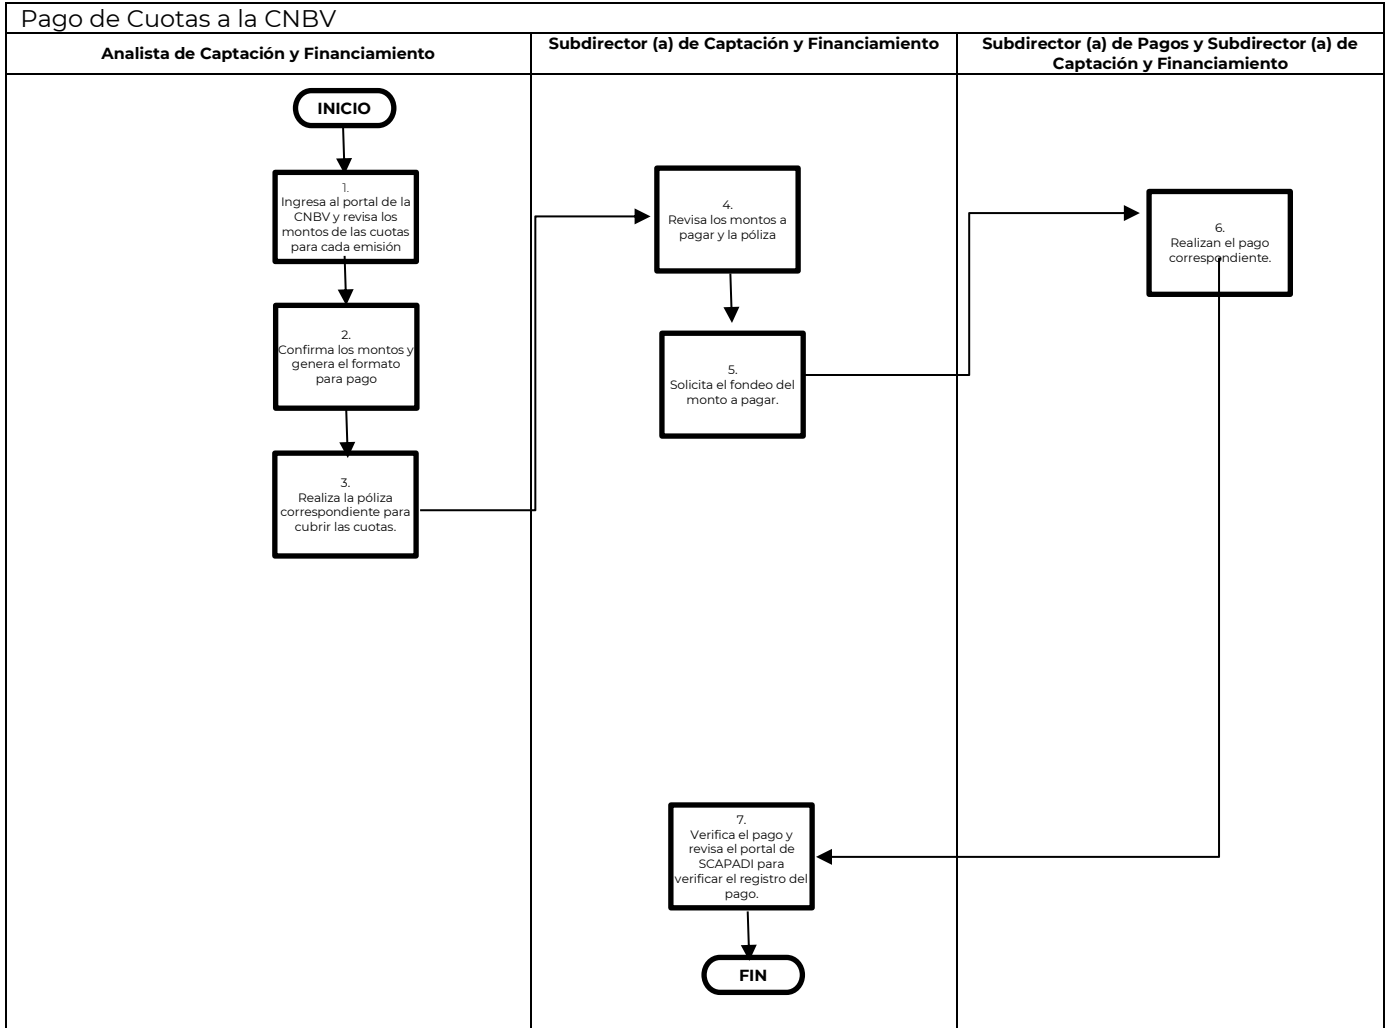 Pago de Cuotas a la CNBV
Analista de Captación y Financiamiento
Subdirector (a) de Captación y Financiamiento
Subdirector (a) de Pagos y Subdirector (a) de
Captación y Financiamiento
INICIO
1.
Ingresa al portal de la
CNBV y revisa los
montos de las cuotas
para cada emisión
2.
Confirma los montos y
genera el formato
para pago
3.
Realiza la póliza
correspondiente para
cubrir las cuotas.
4.
Revisa los montos a
pagar y la póliza
5.
Solicita el fondeo del
monto a pagar.
6.
Realizan el pago
correspondiente.
7.
Verifica el pago y
revisa el portal de
SCAPADI para
verificar el registro del
pago.
FIN